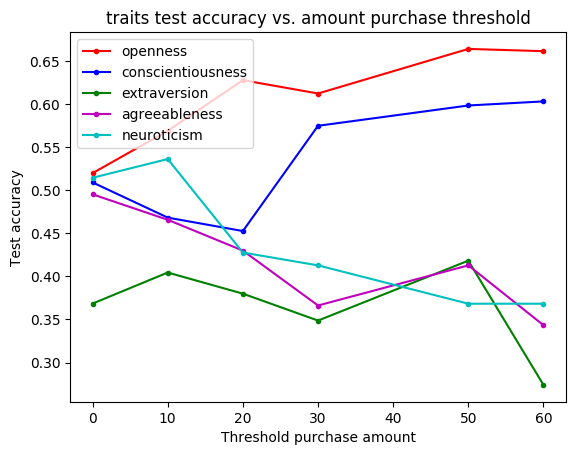 traits test accuracy vs. amount purchase threshold
openness
conscientiousness
extraversion
agreeableness
neuroticism
Test accuracy
0.65
0.60
0.55
0.50
0.45
0.40
0.35
0.30
0 10 20 30 40 50 60
Threshold purchase amount